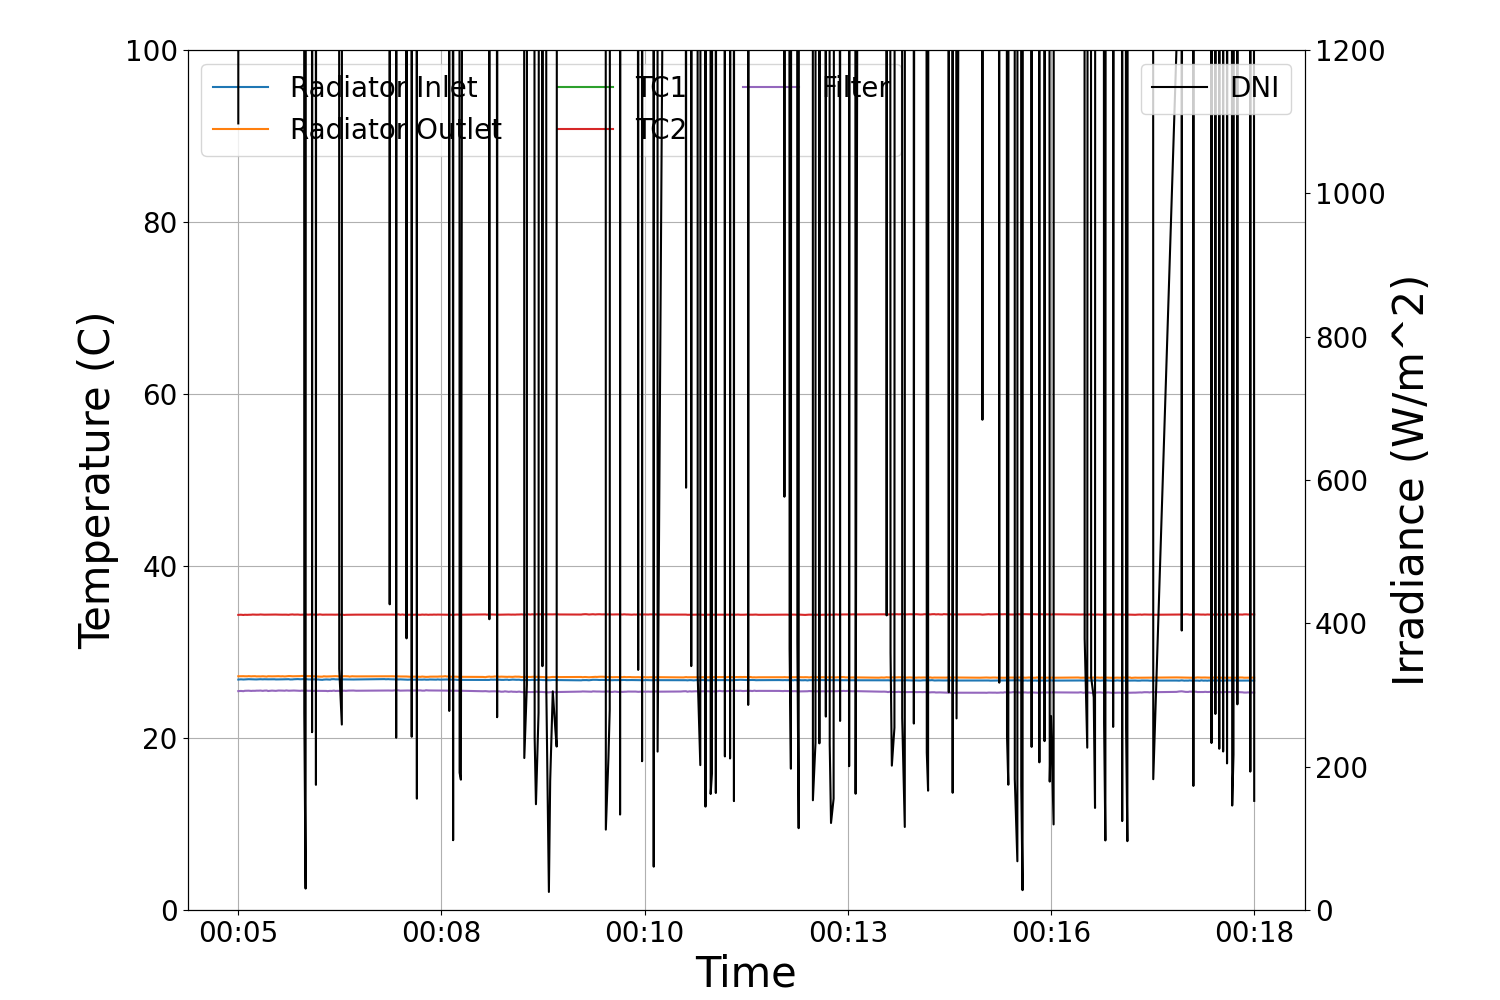 100
80
60
40
20
0
Temperature (C)
Radiator Inlet
Radiator Outlet
TC1
TC2
Filter
DNI
1200
1000
800
600
400
200
0
Irradiance (W/m^2)
00:05 00:08 00:10 00:13 00:16 00:18
Time